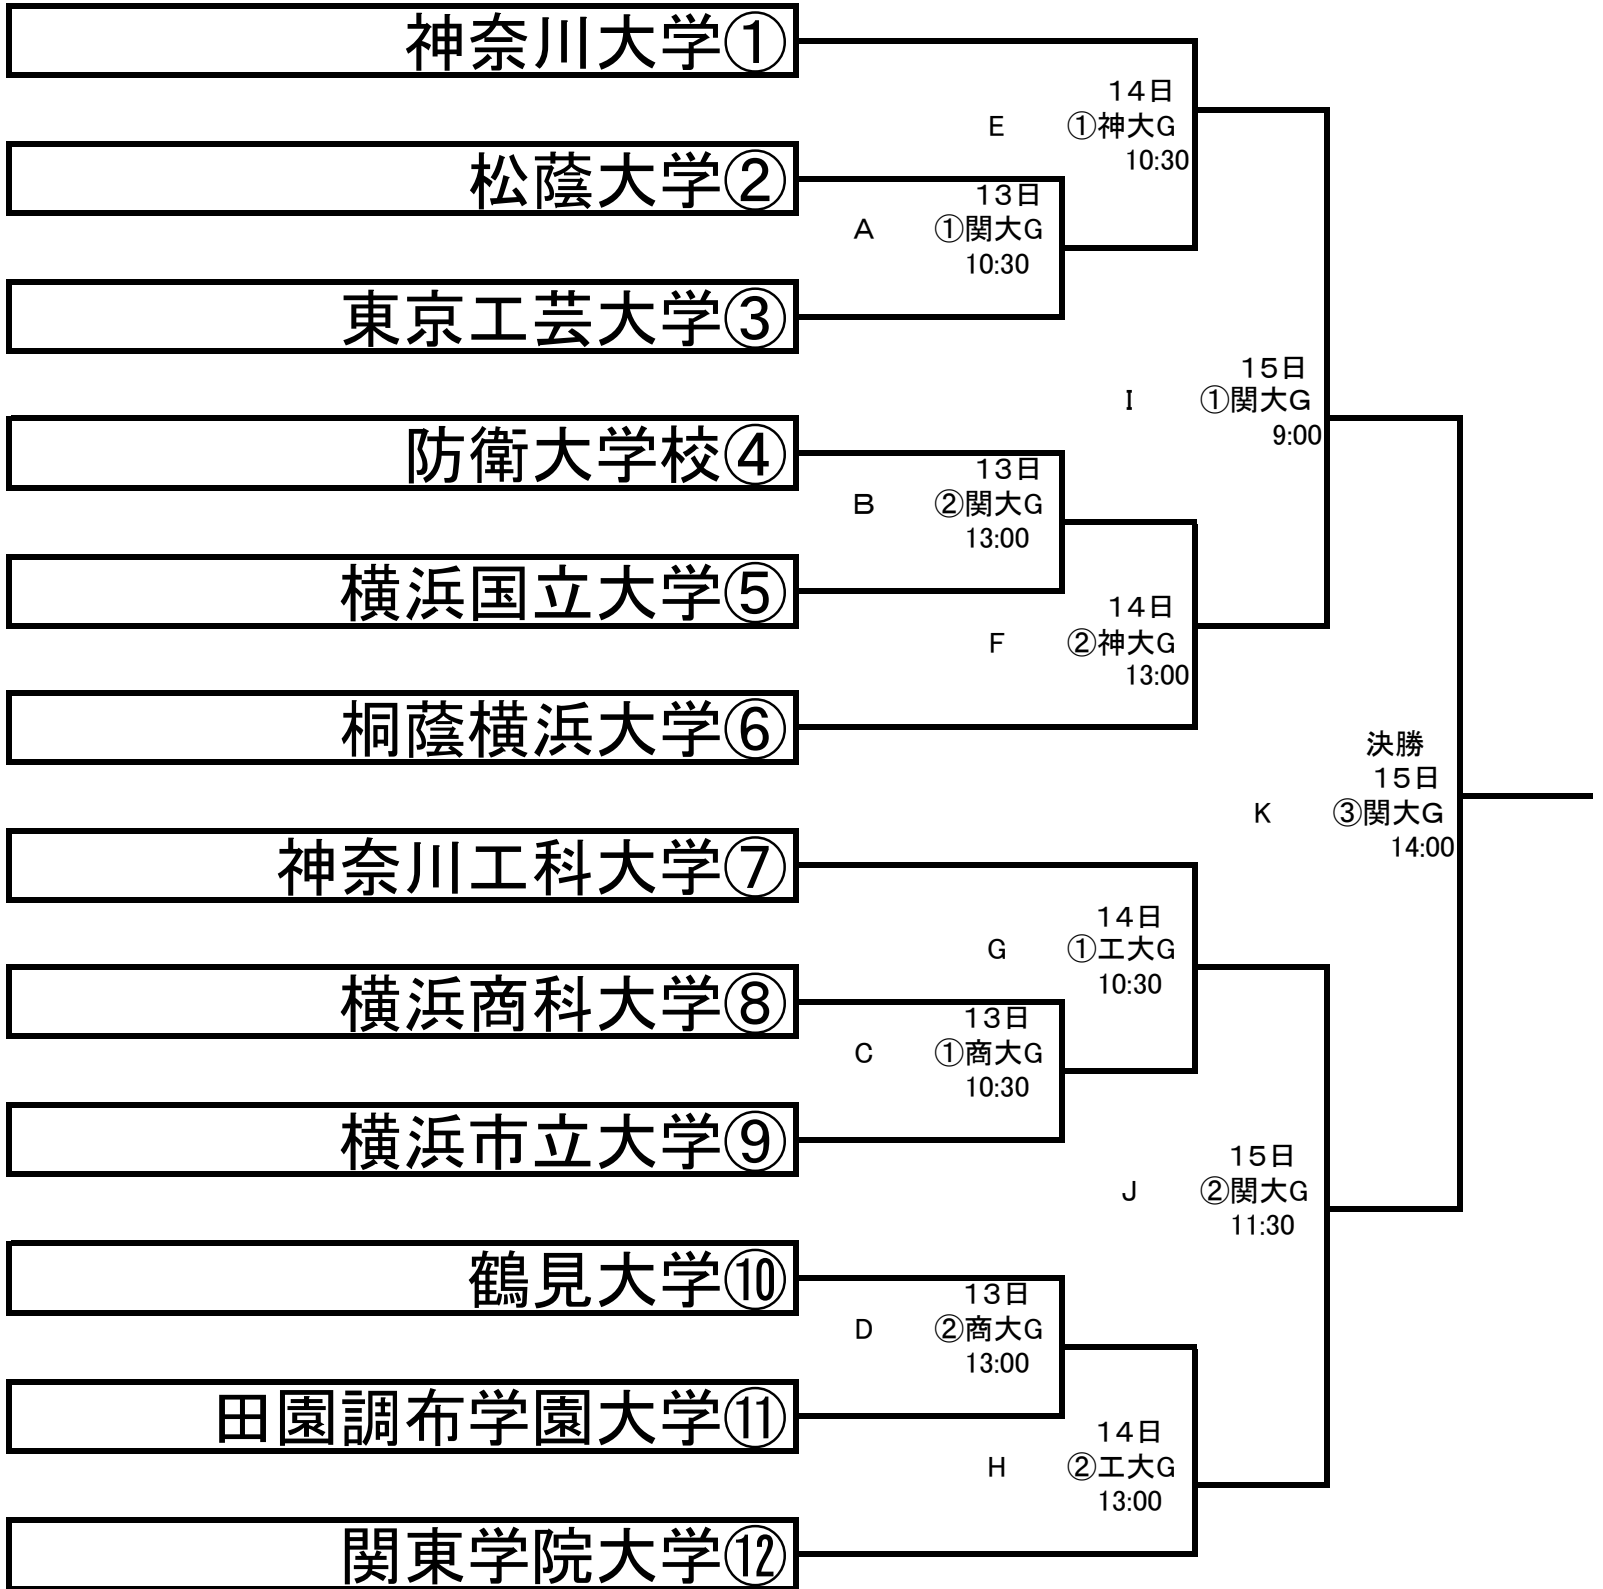 神奈川大学①
14日
E ①神大G
10:30
松蔭大学②
13日
A ①関大G
10:30
東京工芸大学③
15日
I ①関大G
9:00
防衛大学校④
13日
B ②関大G
13:00
横浜国立大学⑤
14日
F ②神大G
13:00
桐蔭横浜大学⑥
決勝
15日
K ③関大G
14:00
神奈川工科大学⑦
14日
G ①工大G
10:30
横浜商科大学⑧
13日
C ①商大G
10:30
横浜市立大学⑨
15日
J ②関大G
11:30
鶴見大学⑩
13日
D ②商大G
13:00
田園調布学園大学⑪
14日
H ②工大G
13:00
関東学院大学⑫